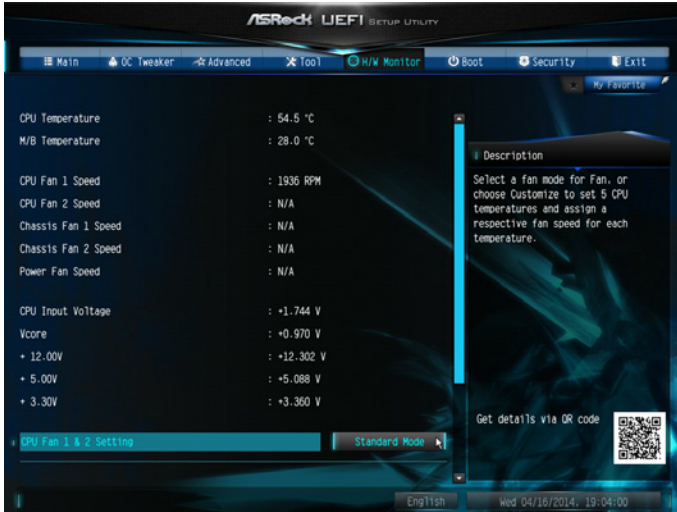 ASRock UEFI SETUP UTILITY
Main OC Tweaker Advanced Tool H/W Monitor Boot Security Exit
My Favorite
CPU Temperature : 54.5 °C
M/B Temperature : 28.0 °C
CPU Fan 1 Speed : 1936 RPM
CPU Fan 2 Speed : N/A
Chassis Fan 1 Speed : N/A
Chassis Fan 2 Speed : N/A
Power Fan Speed : N/A
CPU Input Voltage : +1.744 V
Vcore : +0.970 V
+ 12.00V : +12.302 V
+ 5.00V : +5.088 V
+ 3.30V : +3.360 V
CPU Fan 1 & 2 Setting Standard Mode
Description
Select a fan mode for Fan, or
choose Customize to set 5 CPU
temperatures and assign a
respective fan speed for each
temperature.
Get details via QR code
English Wed 04/16/2014, 19:04:00